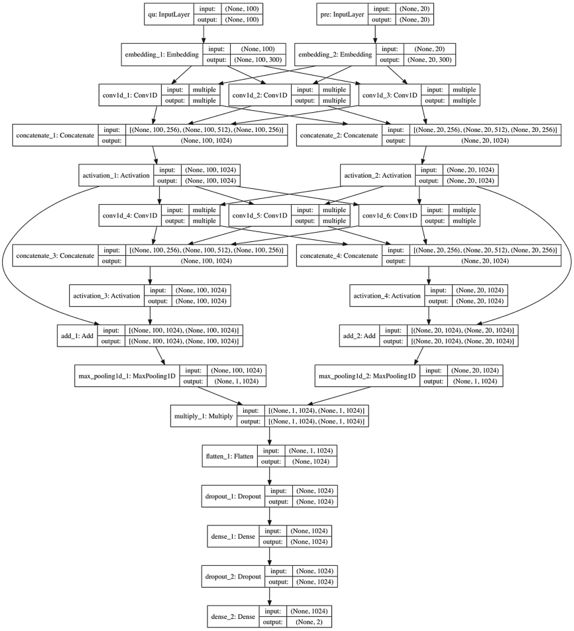 qu: InputLayer input: (None, 100) output: (None, 100)
pre: InputLayer input: (None, 20) output: (None, 20)
embedding_1: Embedding input: (None, 100) output: (None, 100, 300)
embedding_2: Embedding input: (None, 20) output: (None, 20, 300)
conv1d_1: Conv1D input: multiple output: multiple
conv1d_2: Conv1D input: multiple output: multiple
conv1d_3: Conv1D input: multiple output: multiple
concatenate_1: Concatenate input: [(None, 100, 256), (None, 100, 512), (None, 100, 256)] output: (None, 100, 1024)
concatenate_2: Concatenate input: [(None, 20, 256), (None, 20, 512), (None, 20, 256)] output: (None, 20, 1024)
activation_1: Activation input: (None, 100, 1024) output: (None, 100, 1024)
activation_2: Activation input: (None, 20, 1024) output: (None, 20, 1024)
conv1d_4: Conv1D input: multiple output: multiple
conv1d_5: Conv1D input: multiple output: multiple
conv1d_6: Conv1D input: multiple output: multiple
concatenate_3: Concatenate input: [(None, 100, 256), (None, 100, 512), (None, 100, 256)] output: (None, 100, 1024)
concatenate_4: Concatenate input: [(None, 20, 256), (None, 20, 512), (None, 20, 256)] output: (None, 20, 1024)
activation_3: Activation input: (None, 100, 1024) output: (None, 100, 1024)
activation_4: Activation input: (None, 20, 1024) output: (None, 20, 1024)
add_1: Add input: [(None, 100, 1024), (None, 100, 1024)] output: [(None, 100, 1024), (None, 100, 1024)]
add_2: Add input: [(None, 20, 1024), (None, 20, 1024)] output: [(None, 20, 1024), (None, 20, 1024)]
max_pooling1d_1: MaxPooling1D input: (None, 100, 1024) output: (None, 1, 1024)
max_pooling1d_2: MaxPooling1D input: (None, 20, 1024) output: (None, 1, 1024)
multiply_1: Multiply input: [(None, 1, 1024), (None, 1, 1024)] output: [(None, 1, 1024), (None, 1, 1024)]
flatten_1: Flatten input: (None, 1, 1024) output: (None, 1024)
dropout_1: Dropout input: (None, 1024) output: (None, 1024)
dense_1: Dense input: (None, 1024) output: (None, 1024)
dropout_2: Dropout input: (None, 1024) output: (None, 1024)
dense_2: Dense input: (None, 1024) output: (None, 2)